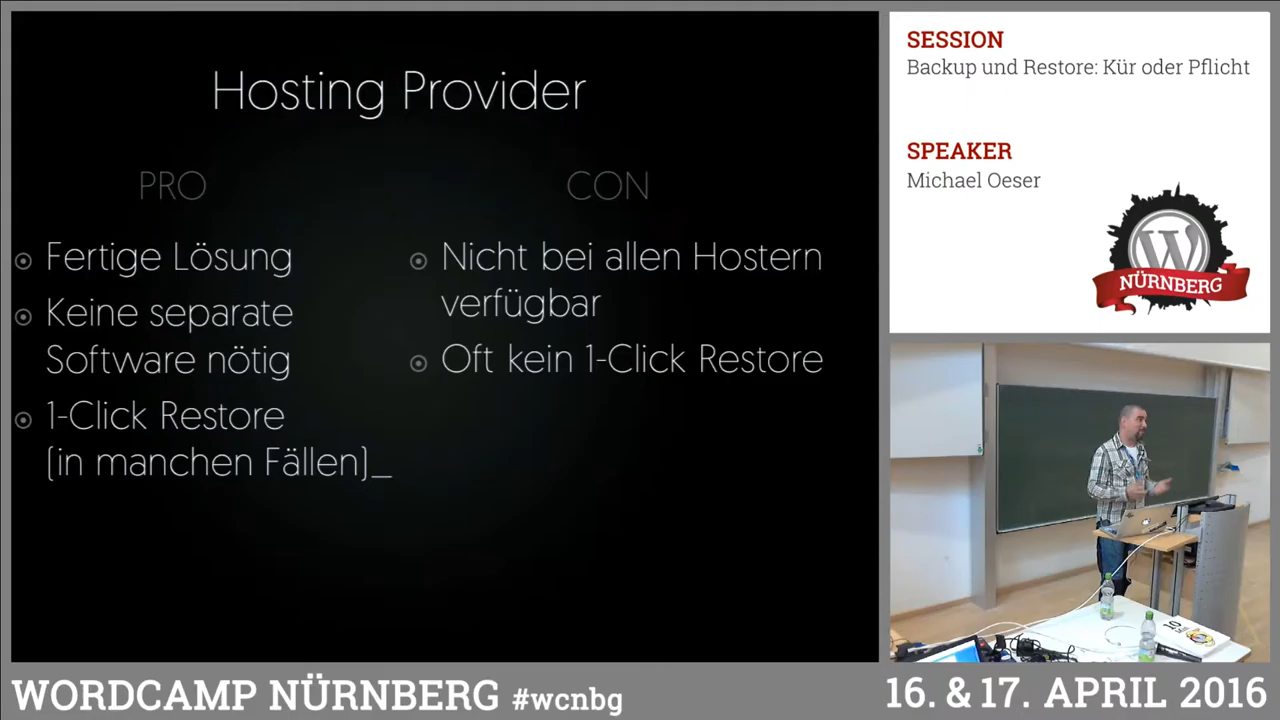 Hosting Provider
PRO
Fertige Lösung
Keine separate
Software nötig
1-Click Restore
(in manchen Fällen)_
CON
Nicht bei allen Hostern
verfügbar
Oft kein 1-Click Restore
SESSION
Backup und Restore: Kür oder Pflicht
SPEAKER
Michael Oeser
W
NÜRNBERG
WORDCAMP NÜRNBERG #wcnbg
16. & 17. APRIL 2016